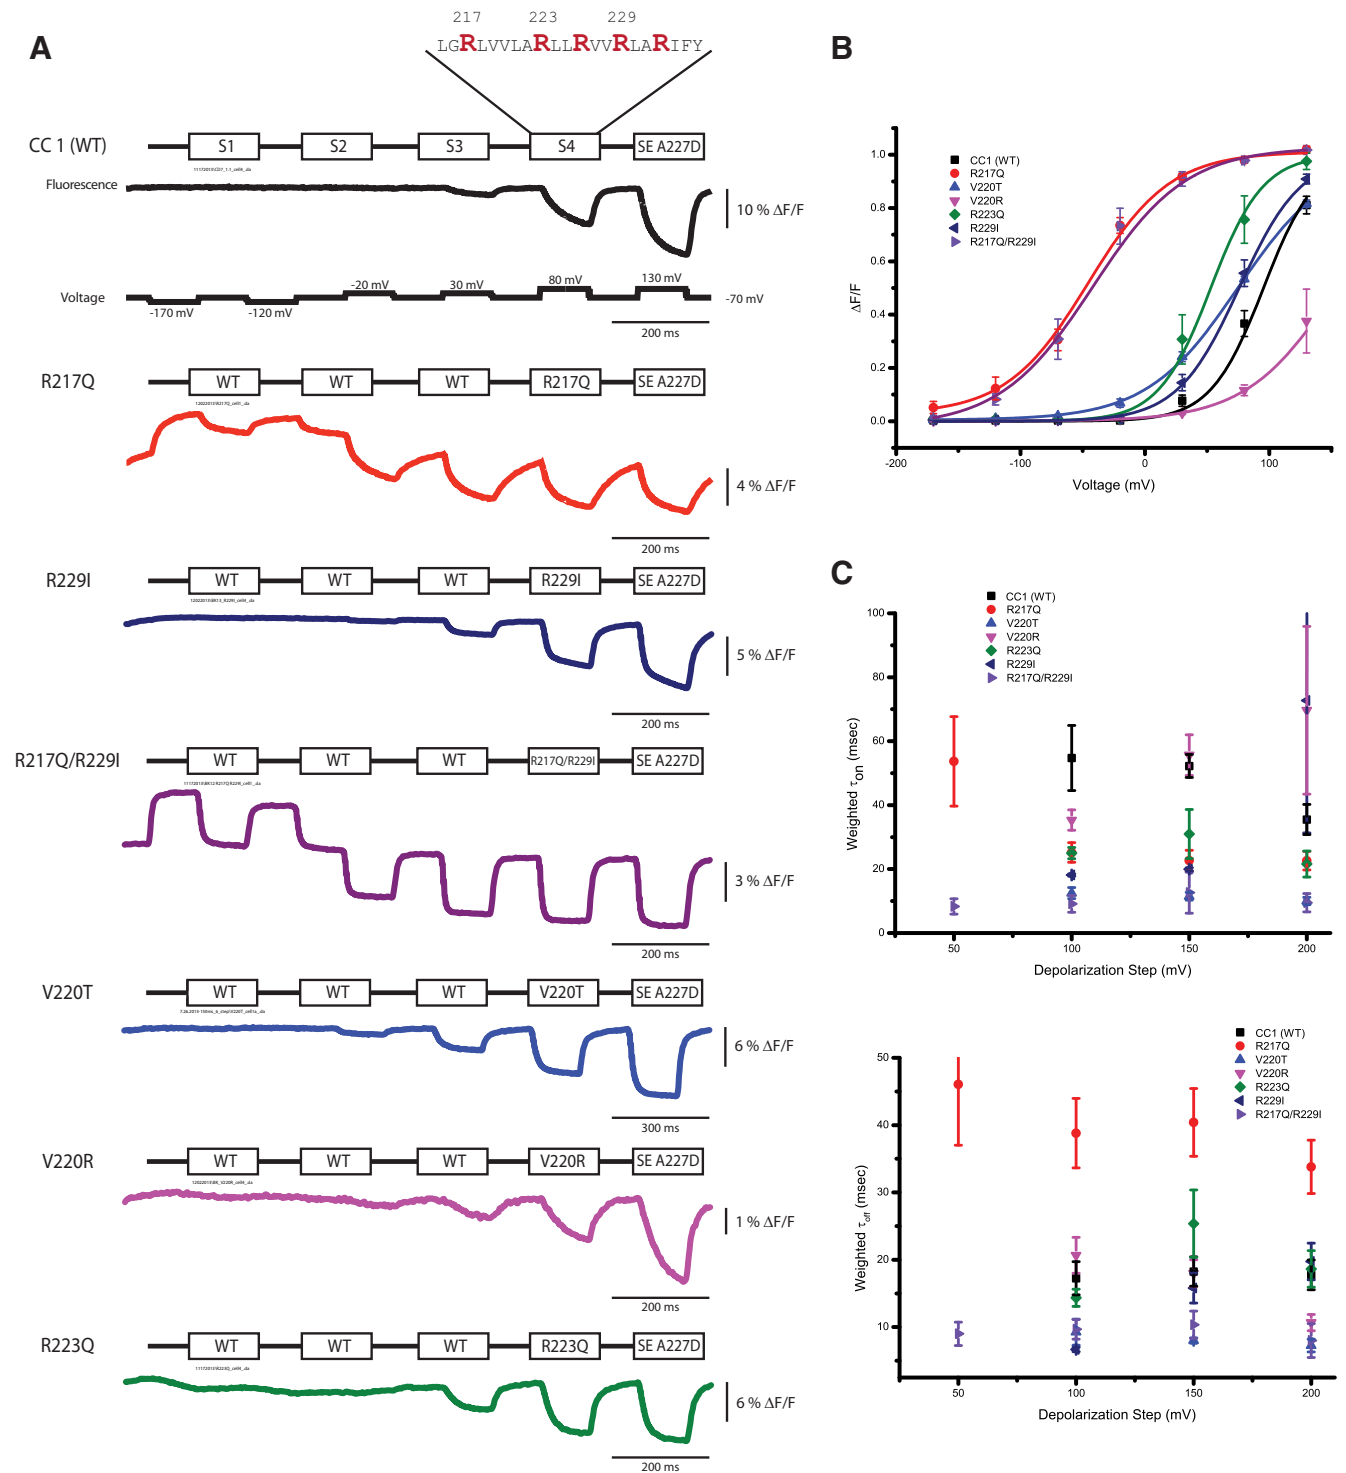 A
217 223 229
LGRLVVLARLLRVVRLARIFY
CC 1 (WT)
S1 S2 S3 S4 SE A227D
Fluorescence
10 % ΔF/F
Voltage
-170 mV -120 mV -20 mV 30 mV 80 mV 130 mV
-70 mV
200 ms
R217Q
WT WT WT R217Q SE A227D
4 % ΔF/F
200 ms
R229I
WT WT WT R229I SE A227D
5 % ΔF/F
200 ms
R217Q/R229I
WT WT WT R217Q/R229I SE A227D
3 % ΔF/F
200 ms
V220T
WT WT WT V220T SE A227D
6 % ΔF/F
300 ms
V220R
WT WT WT V220R SE A227D
1 % ΔF/F
200 ms
R223Q
WT WT WT R223Q SE A227D
6 % ΔF/F
200 ms
B
CC1 (WT)
R217Q
V220T
V220R
R223Q
R229I
R217Q/R229I
ΔF/F
1.0
0.8
0.6
0.4
0.2
0.0
-200 -100 0 100
Voltage (mV)
C
CC1 (WT)
R217Q
V220T
V220R
R223Q
R229I
R217Q/R229I
Weighted τon (msec)
100
80
60
40
20
0
50 100 150 200
Depolarization Step (mV)
CC1 (WT)
R217Q
V220T
V220R
R223Q
R229I
R217Q/R229I
Weighted τoff (msec)
50
40
30
20
10
50 100 150 200
Depolarization Step (mV)